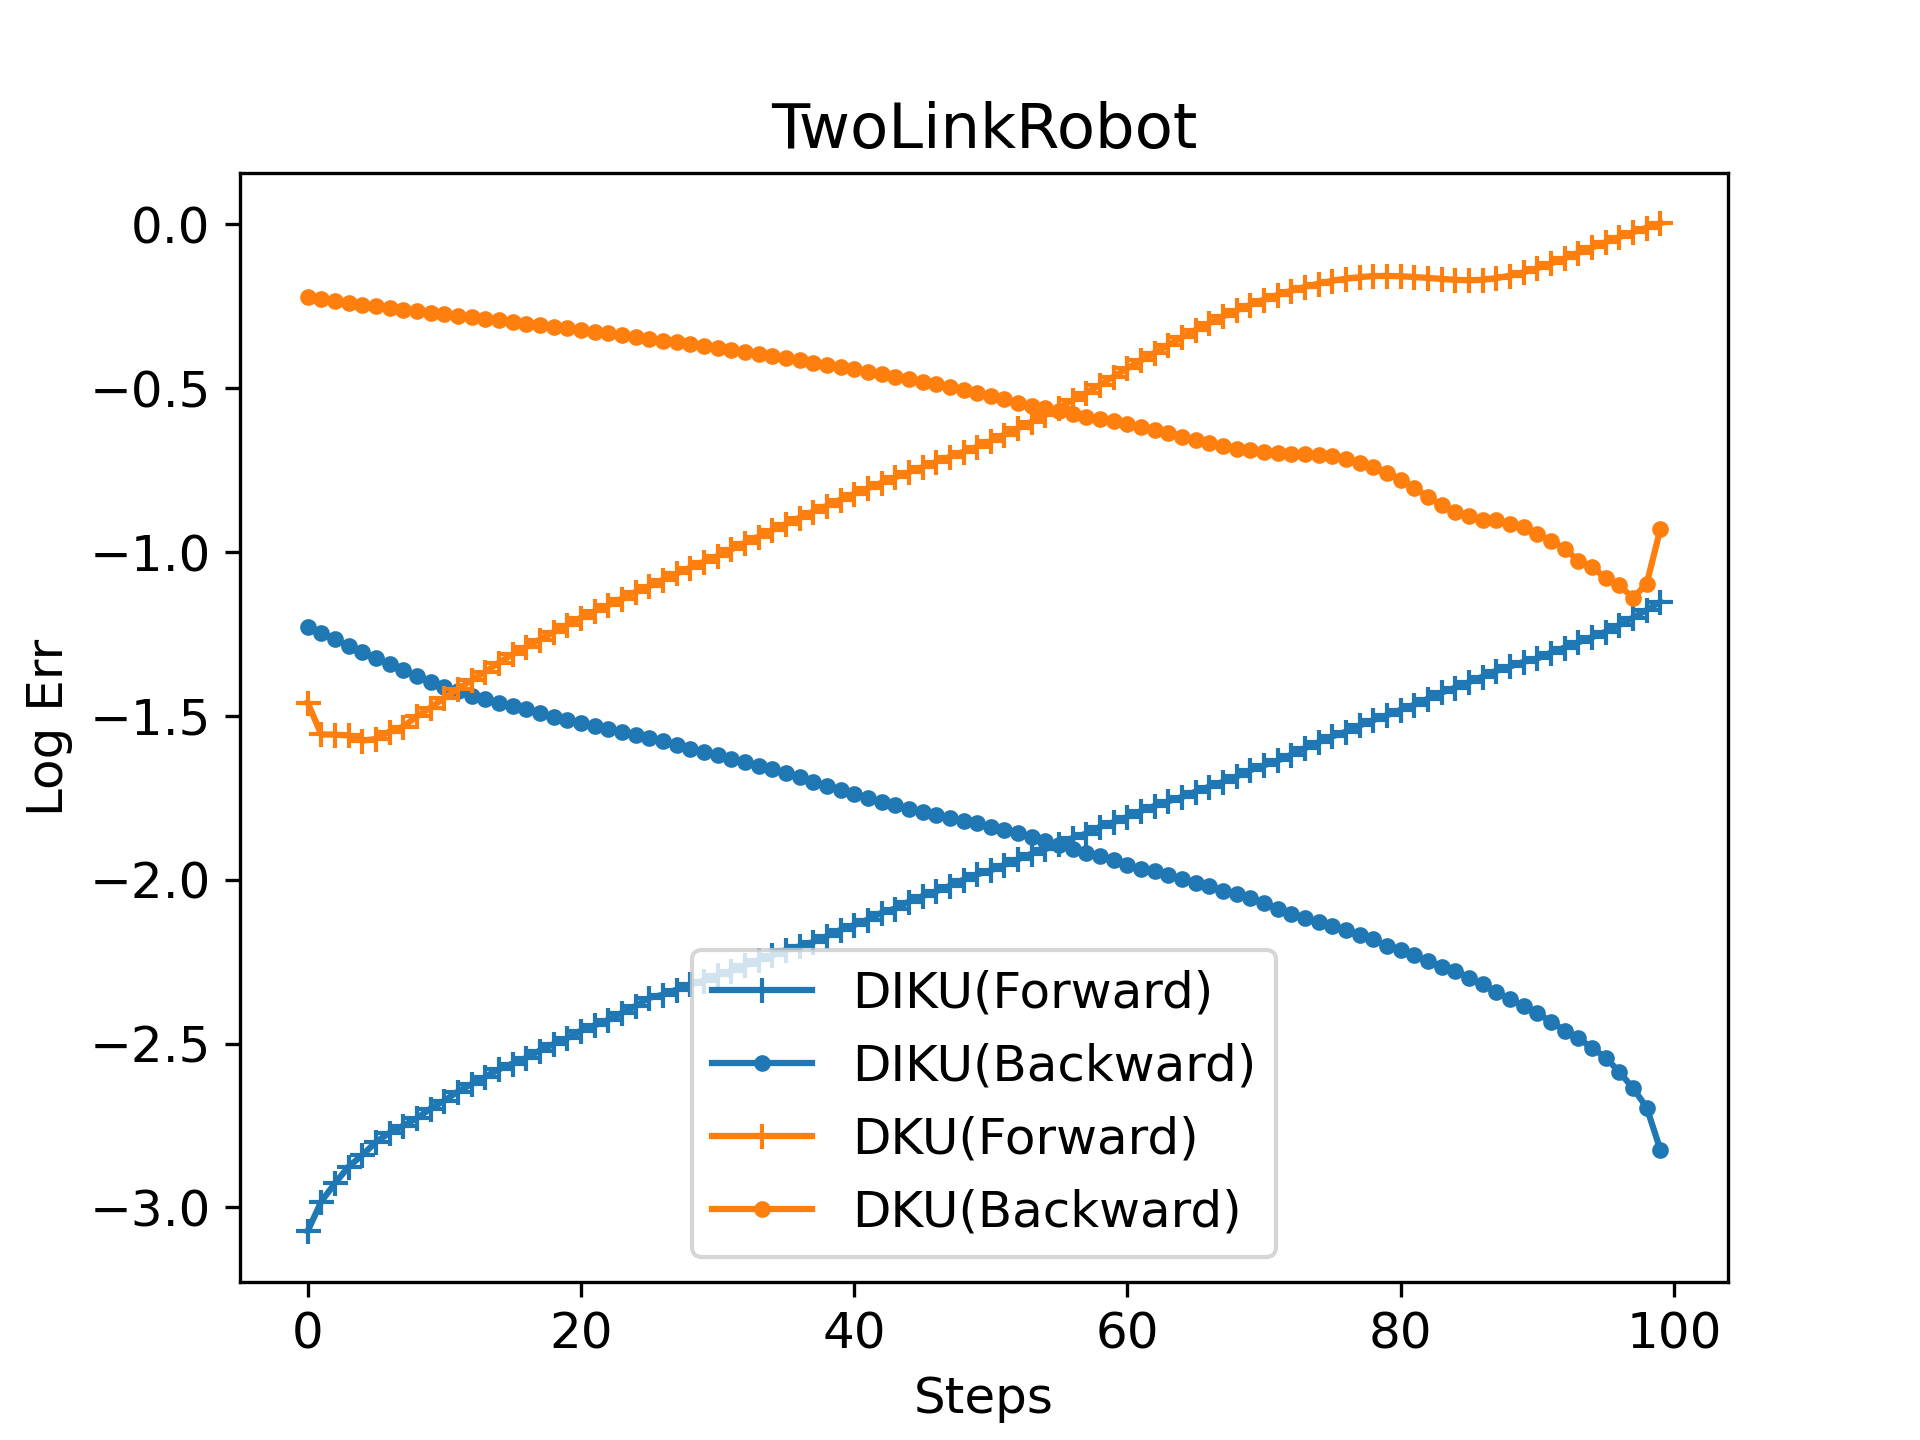 TwoLinkRobot
Log Err
0.0
−0.5
−1.0
−1.5
−2.0
−2.5
−3.0
DIKU(Forward)
DIKU(Backward)
DKU(Forward)
DKU(Backward)
0 20 40 60 80 100
Steps